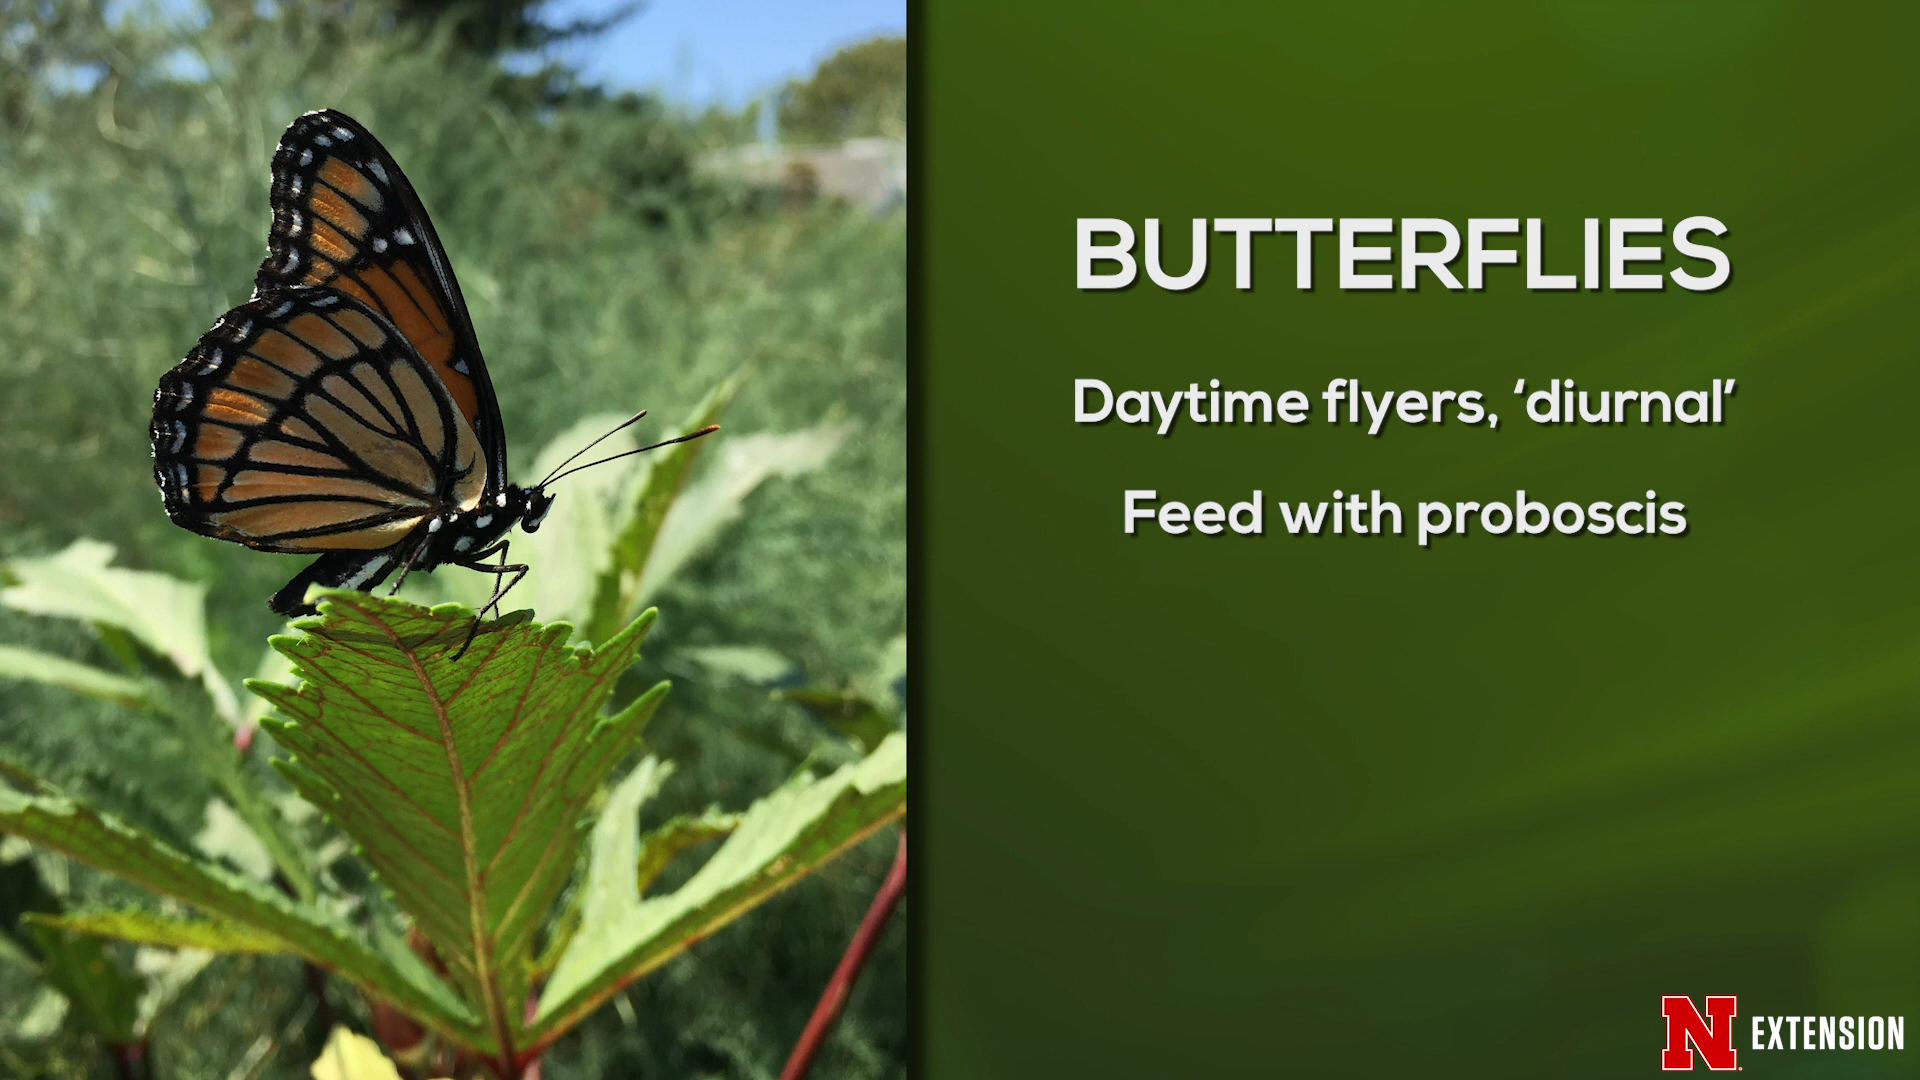 BUTTERFLIES
Daytime flyers, ‘diurnal’
Feed with proboscis
N EXTENSION